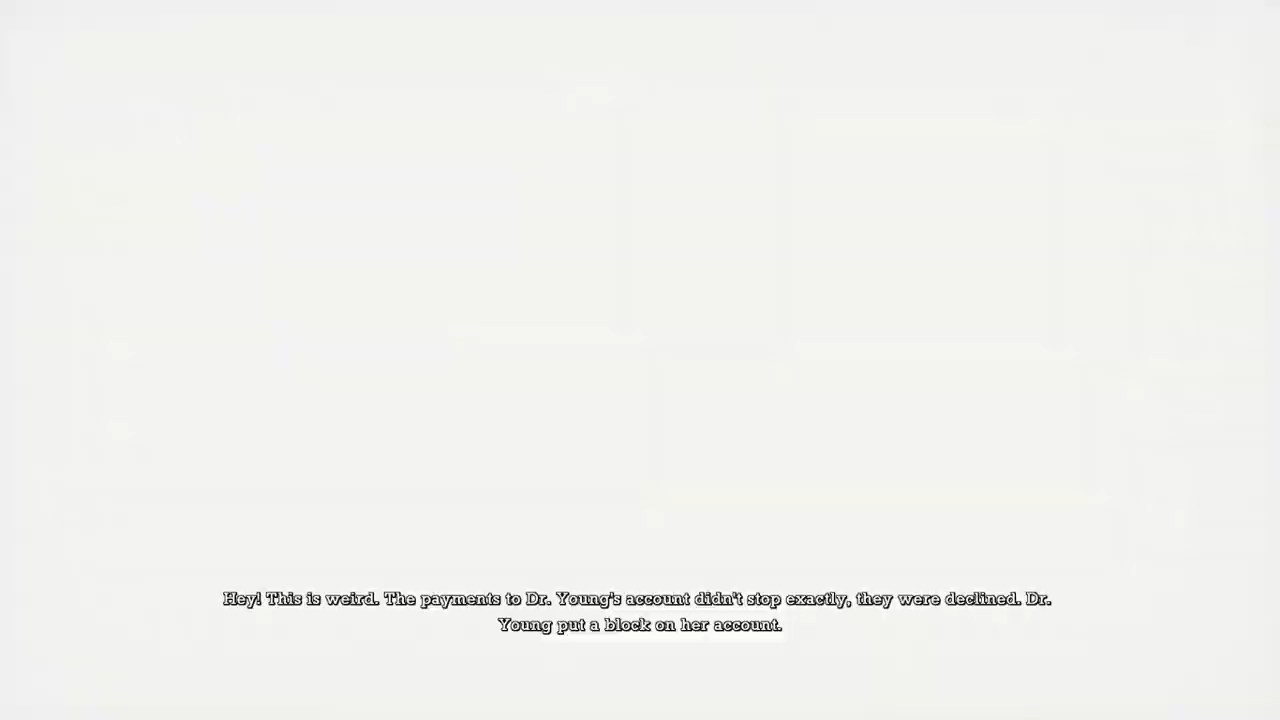 Hey! This is weird. The payments to Dr. Young's account didn't stop exactly, they were declined. Dr.
Young put a block on her account.